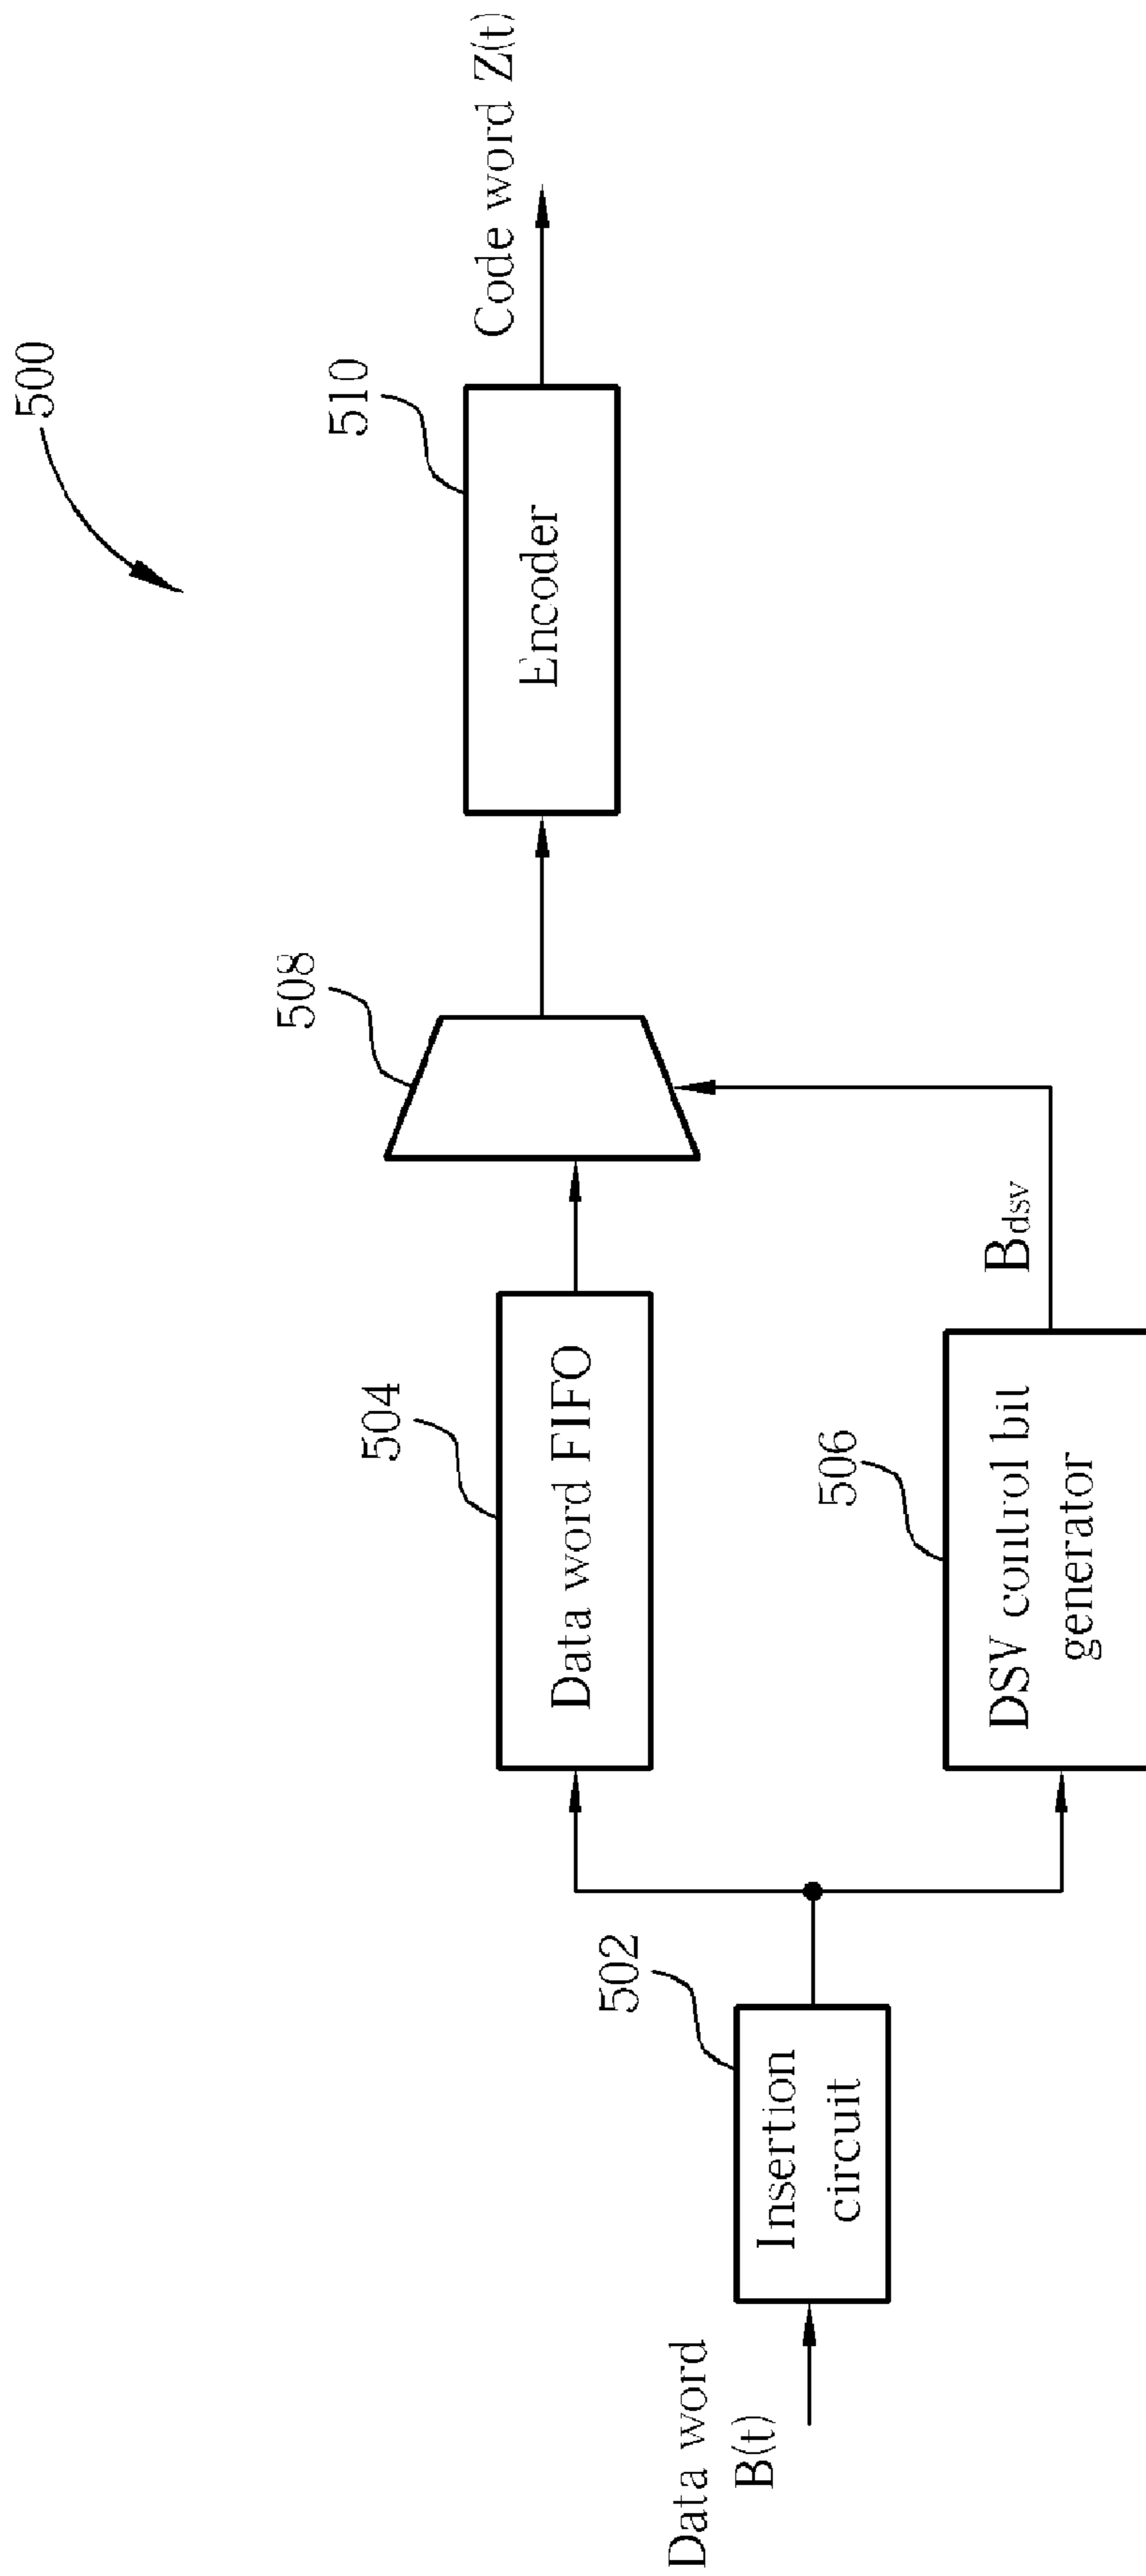 500
Data word
B(t)
502
Insertion
circuit
504
Data word FIFO
506
DSV control bit
generator
Bdsv
508
510
Encoder
Code word Z(t)